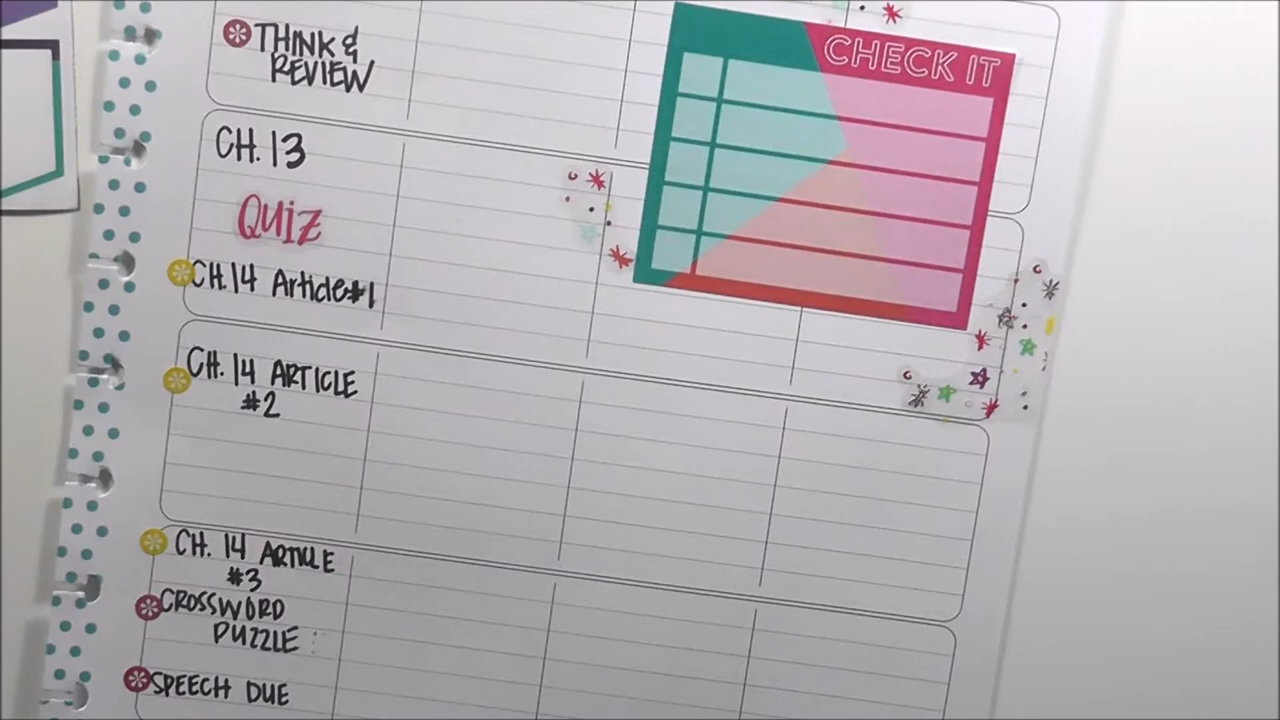 THINK &
REVIEW
CHECK IT
CH. 13
QUIZ
CH. 14 Article #1
CH. 14 ARTICLE
#2
CH. 14 ARTICLE
#3
CROSSWORD
PUZZLE
SPEECH DUE